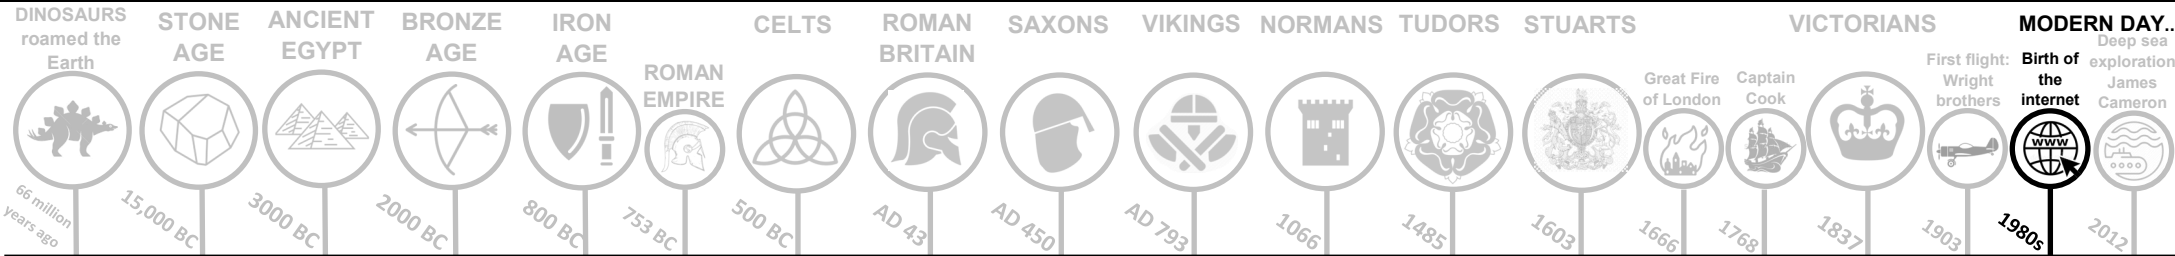 DINOSAURS
roamed the
Earth
66 million
years ago
STONE
AGE
15,000 BC
ANCIENT
EGYPT
3000 BC
BRONZE
AGE
2000 BC
IRON
AGE
800 BC
ROMAN
EMPIRE
753 BC
CELTS
500 BC
ROMAN
BRITAIN
AD 43
SAXONS
AD 450
VIKINGS
AD 793
NORMANS
1066
TUDORS
1485
STUARTS
1603
Great Fire
of London
1666
Captain
Cook
1768
VICTORIANS
1837
First flight:
Wright
brothers
1903
MODERN DAY..
Birth of
the
internet
www
1980s
Deep sea
exploration
James
Cameron
2012